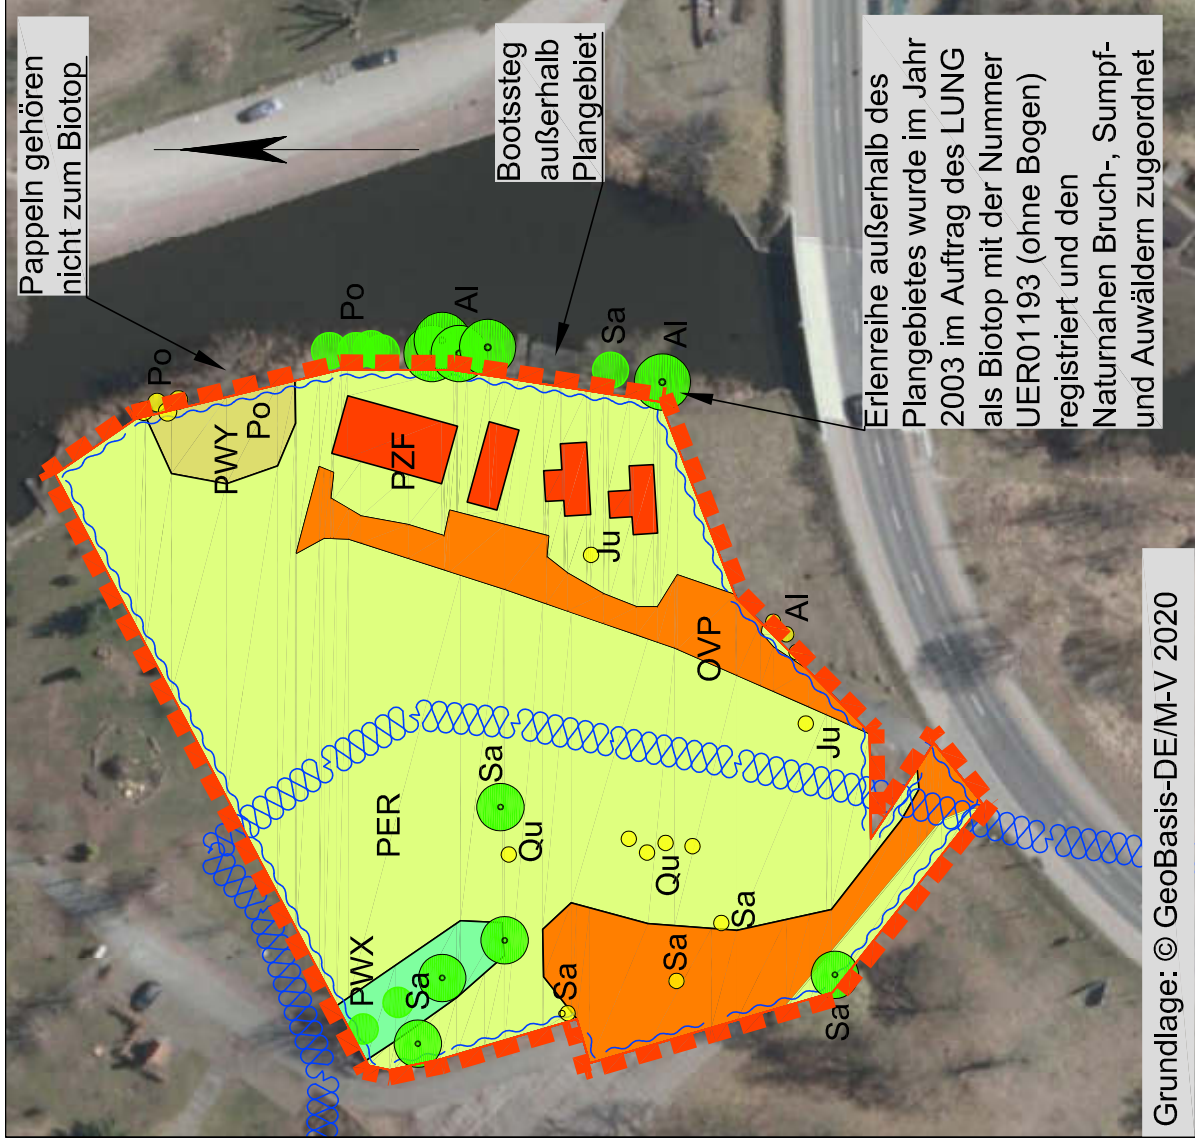 Pappeln gehören
nicht zum Biotop
Bootssteg
außerhalb
Plangebiet
Erlenreihe außerhalb des
Plangebietes wurde im Jahr
2003 im Auftrag des LUNG
als Biotop mit der Nummer
UER01193 (ohne Bogen)
registriert und den
Naturnahen Bruch-, Sumpf-
und Auwäldern zugeordnet
Po
Po
Al
Sa
Al
PWY
Po
PZF
Ju
Al
OVP
Ju
PER
Sa
Qu
Qu
Sa
Sa
Sa
Sa
PWX
Sa
Grundlage: © GeoBasis-DE/M-V 2020